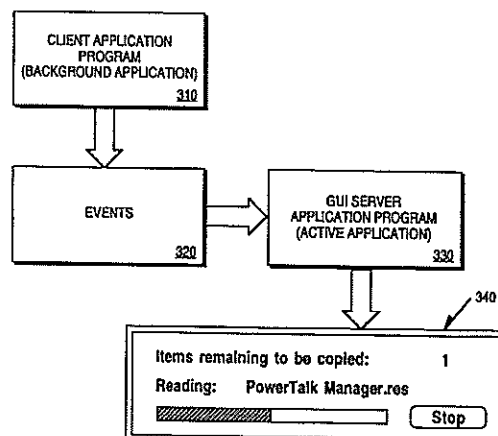 CLIENT APPLICATION
PROGRAM
(BACKGROUND APPLICATION)
310
EVENTS
320
GUI SERVER
APPLICATION PROGRAM
(ACTIVE APPLICATION)
330
340
Items remaining to be copied: 1
Reading: PowerTalk Manager.res
Stop